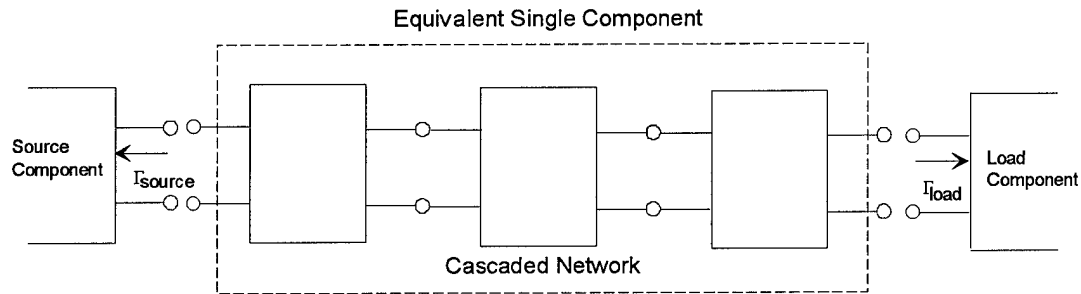 Equivalent Single Component
Source
Component
Γsource
Load
Component
Γload
Cascaded Network